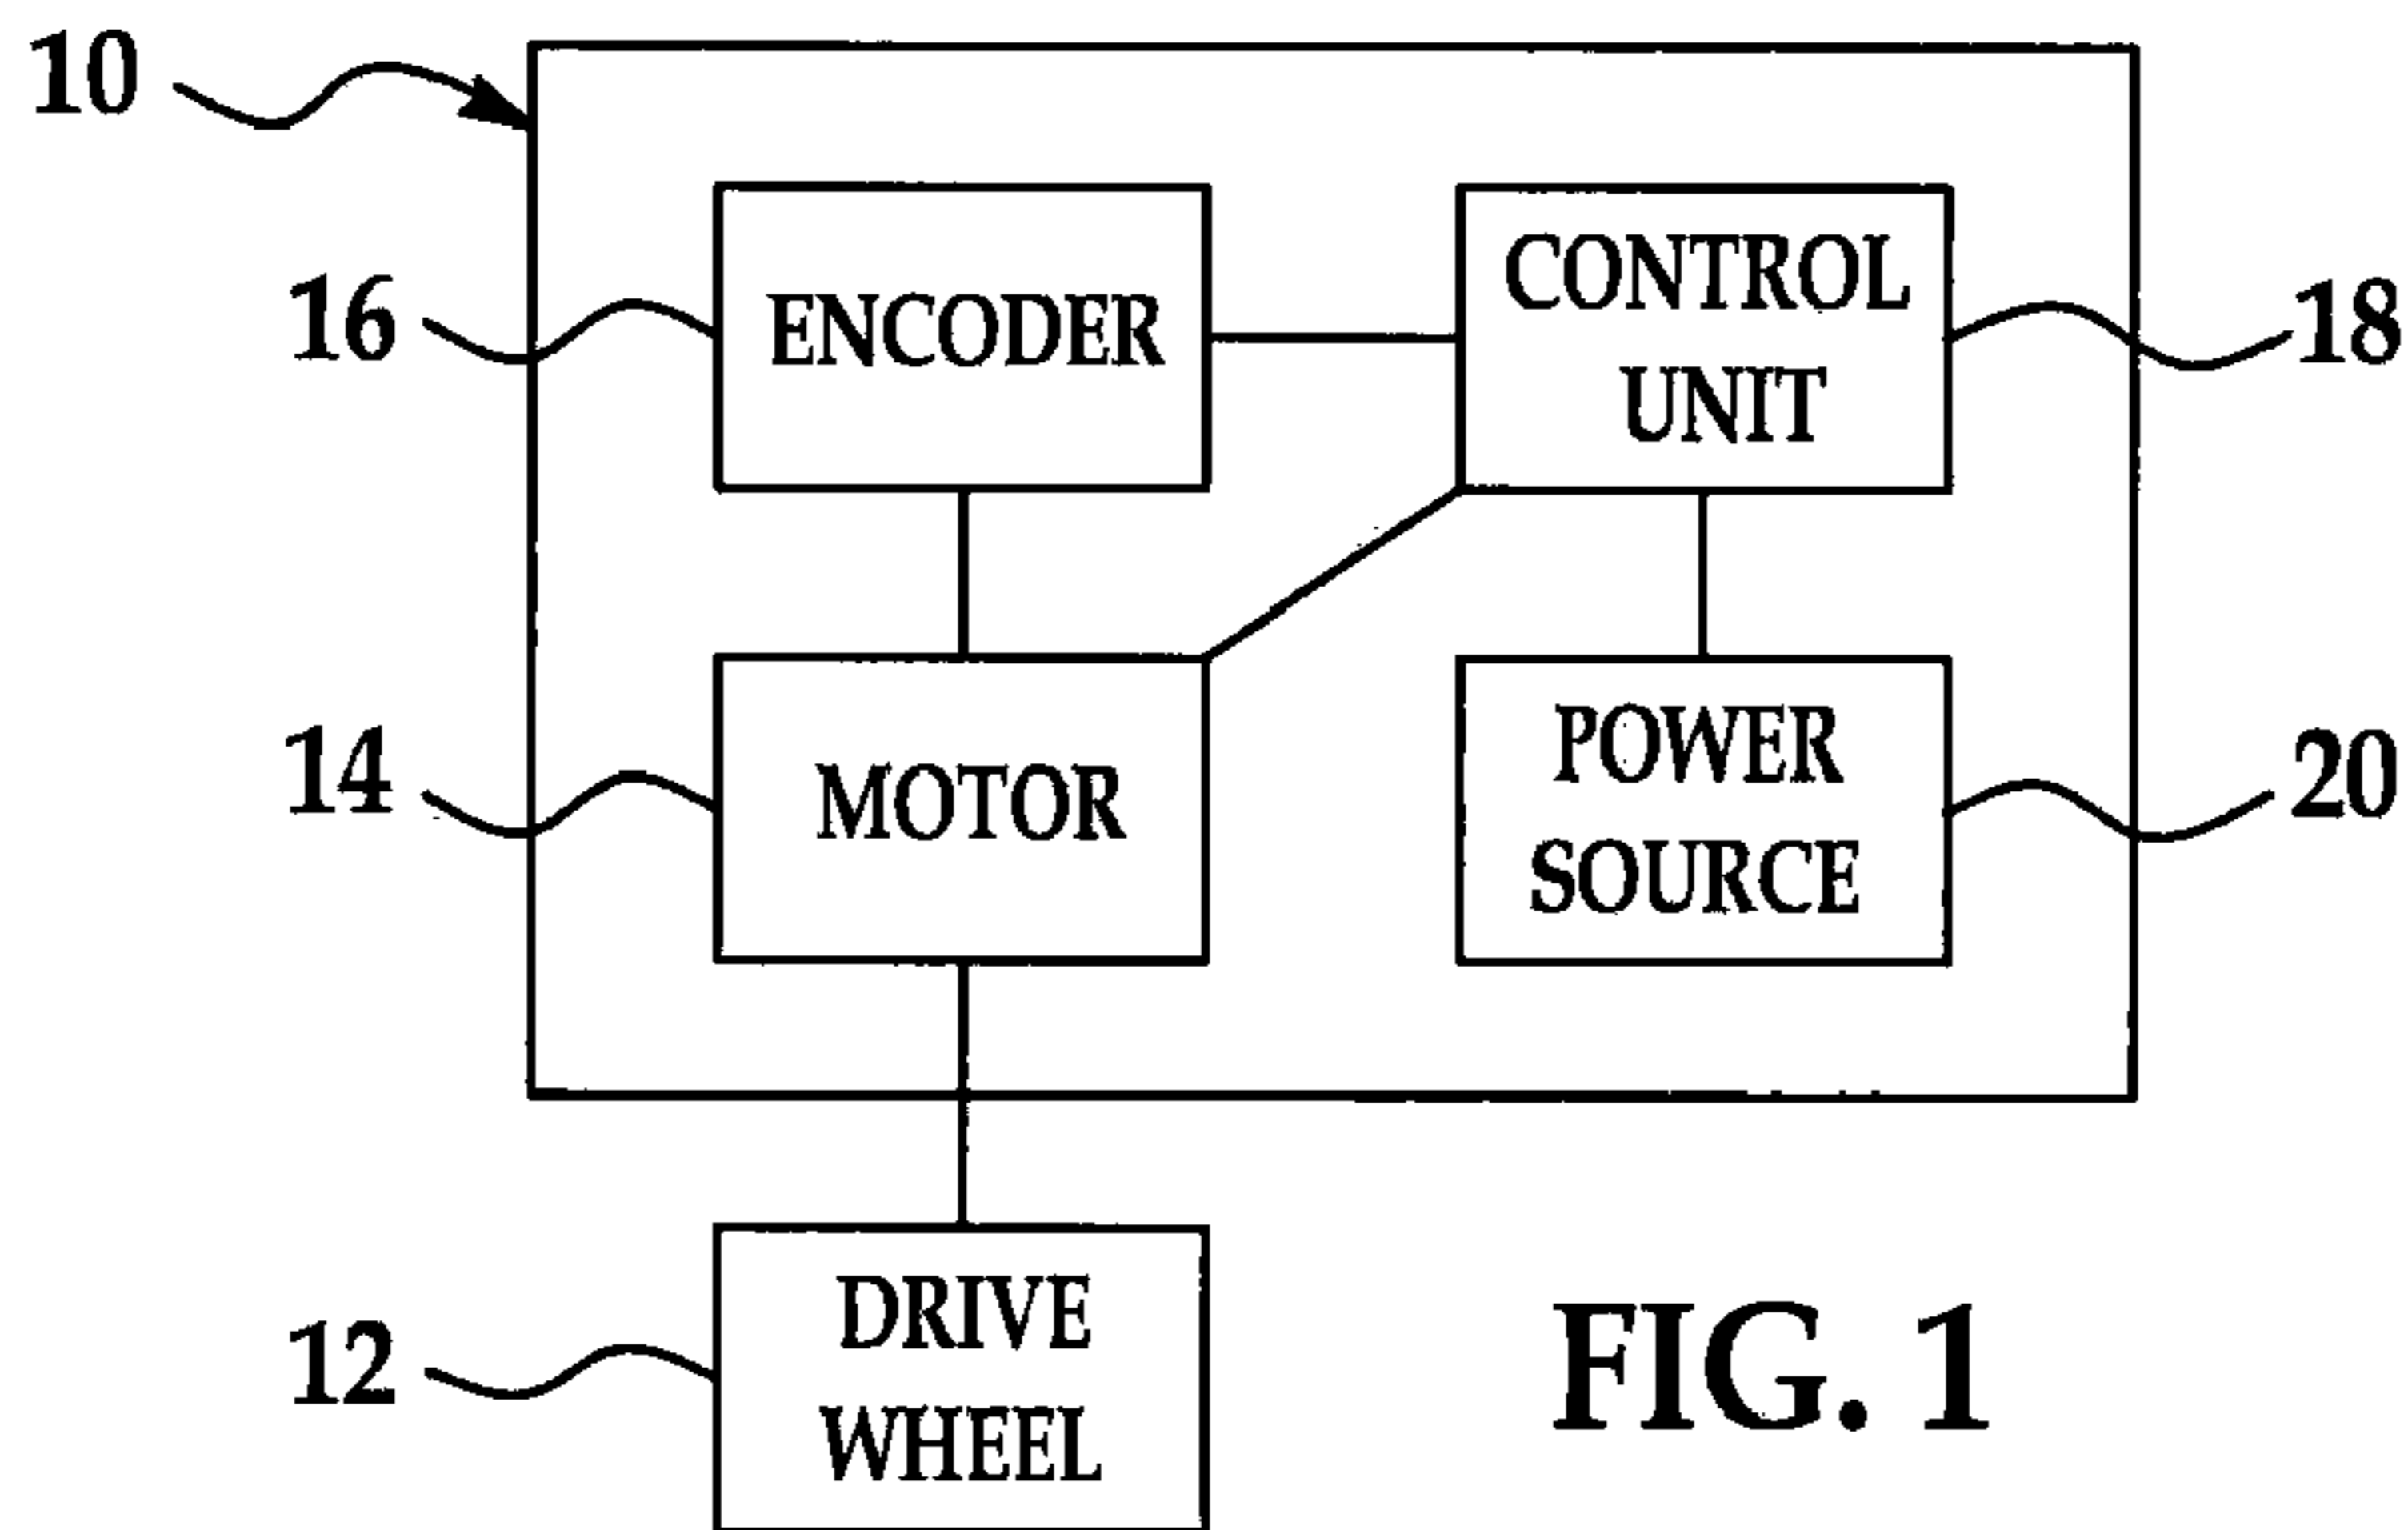 10
16
ENCODER
CONTROL
UNIT
18
14
MOTOR
POWER
SOURCE
20
12
DRIVE
WHEEL
FIG. 1